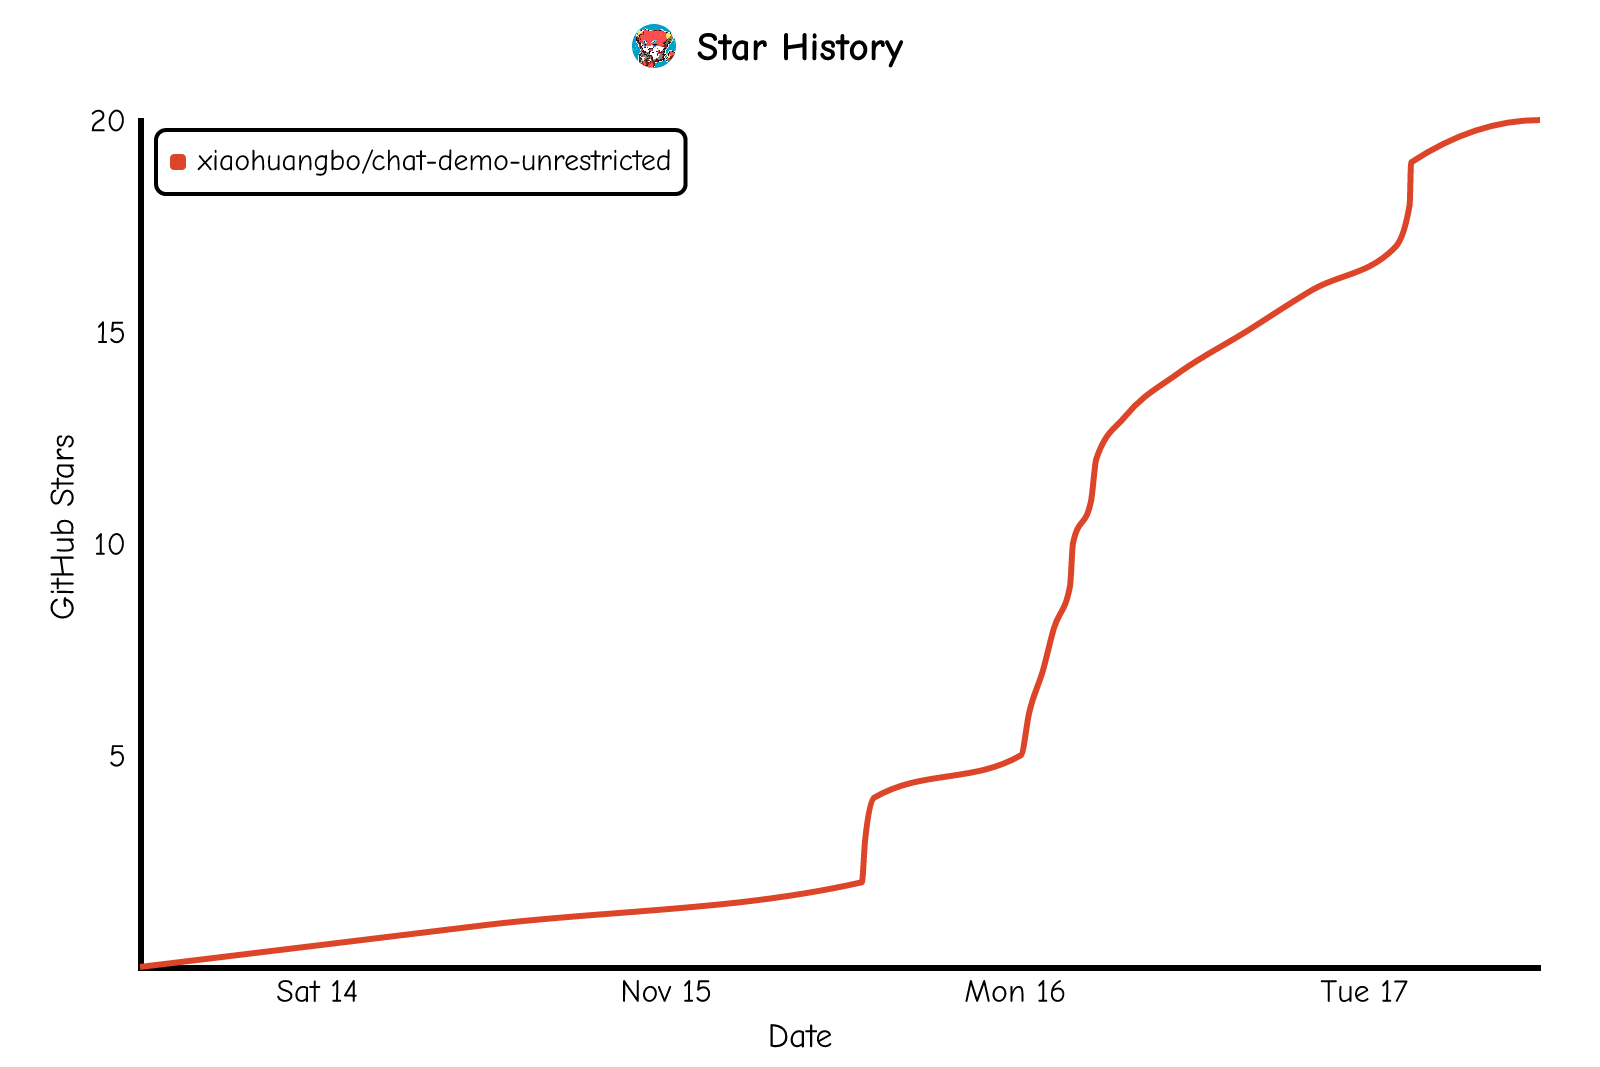 Star History
20
xiaohuangbo/chat-demo-unrestricted
15
10
5
GitHub Stars
Sat 14
Nov 15
Mon 16
Tue 17
Date